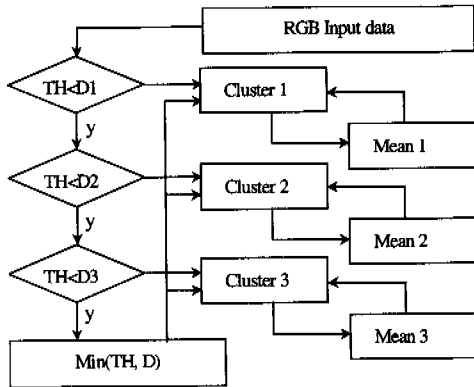 RGB Input data
TH<D1
Cluster 1
y
Mean 1
TH<D2
Cluster 2
y
Mean 2
TH<D3
Cluster 3
y
Mean 3
Min(TH, D)